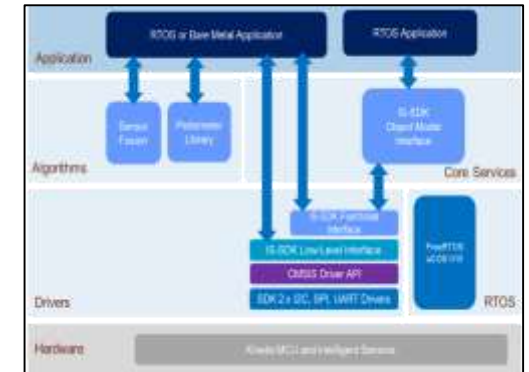 RTOS or Bare Metal Application
RTOS Application
Application
Sensor
Fusion
Pedometer
Library
IS-SDK
Object Model
Interface
Algorithms
Core Services
IS-SDK Functional
Interface
IS-SDK Low-Level Interface
CMSIS Driver API
SDK 2.x I2C, SPI, UART Drivers
FreeRTOS
Drivers
RTOS
Hardware
Kinetis MCU and Intelligent Sensors